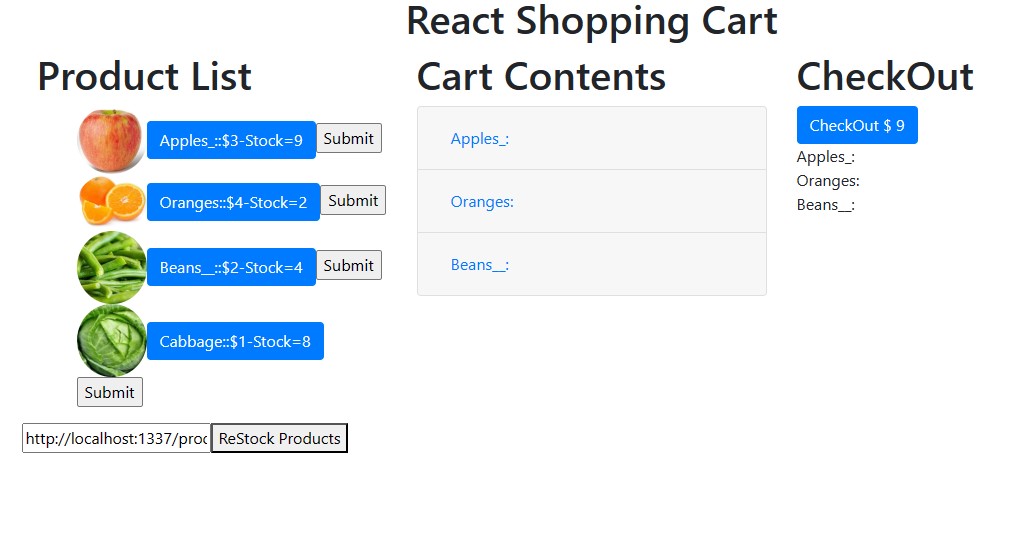 React Shopping Cart
Product List
Apples_::$3-Stock=9 Submit
Oranges::$4-Stock=2 Submit
Beans__::$2-Stock=4 Submit
Cabbage::$1-Stock=8
Submit
http://localhost:1337/proc ReStock Products
Cart Contents
Apples_:
Oranges:
Beans__:
CheckOut
CheckOut $ 9
Apples_:
Oranges:
Beans__: